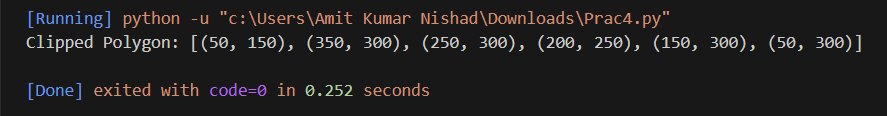 [Running] python -u "c:\Users\Amit Kumar Nishad\Downloads\Prac4.py"
Clipped Polygon: [(50, 150), (350, 300), (250, 300), (200, 250), (150, 300), (50, 300)]
[Done] exited with code=0 in 0.252 seconds